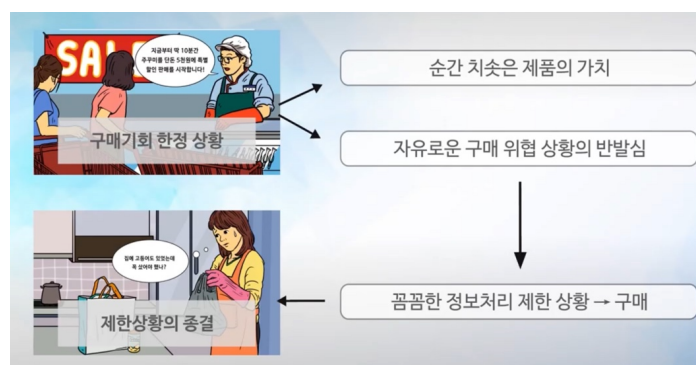 SALE
지금부터 딱 10분간
주꾸미를 단돈 5천원에 특별
할인 판매를 시작합니다!
구매기회 한정 상황
순간 치솟은 제품의 가치
자유로운 구매 위협 상황의 반발심
꼼꼼한 정보처리 제한 상황 → 구매
집에 고등어도 있었는데
꼭 샀어야 했나?
제한상황의 종결